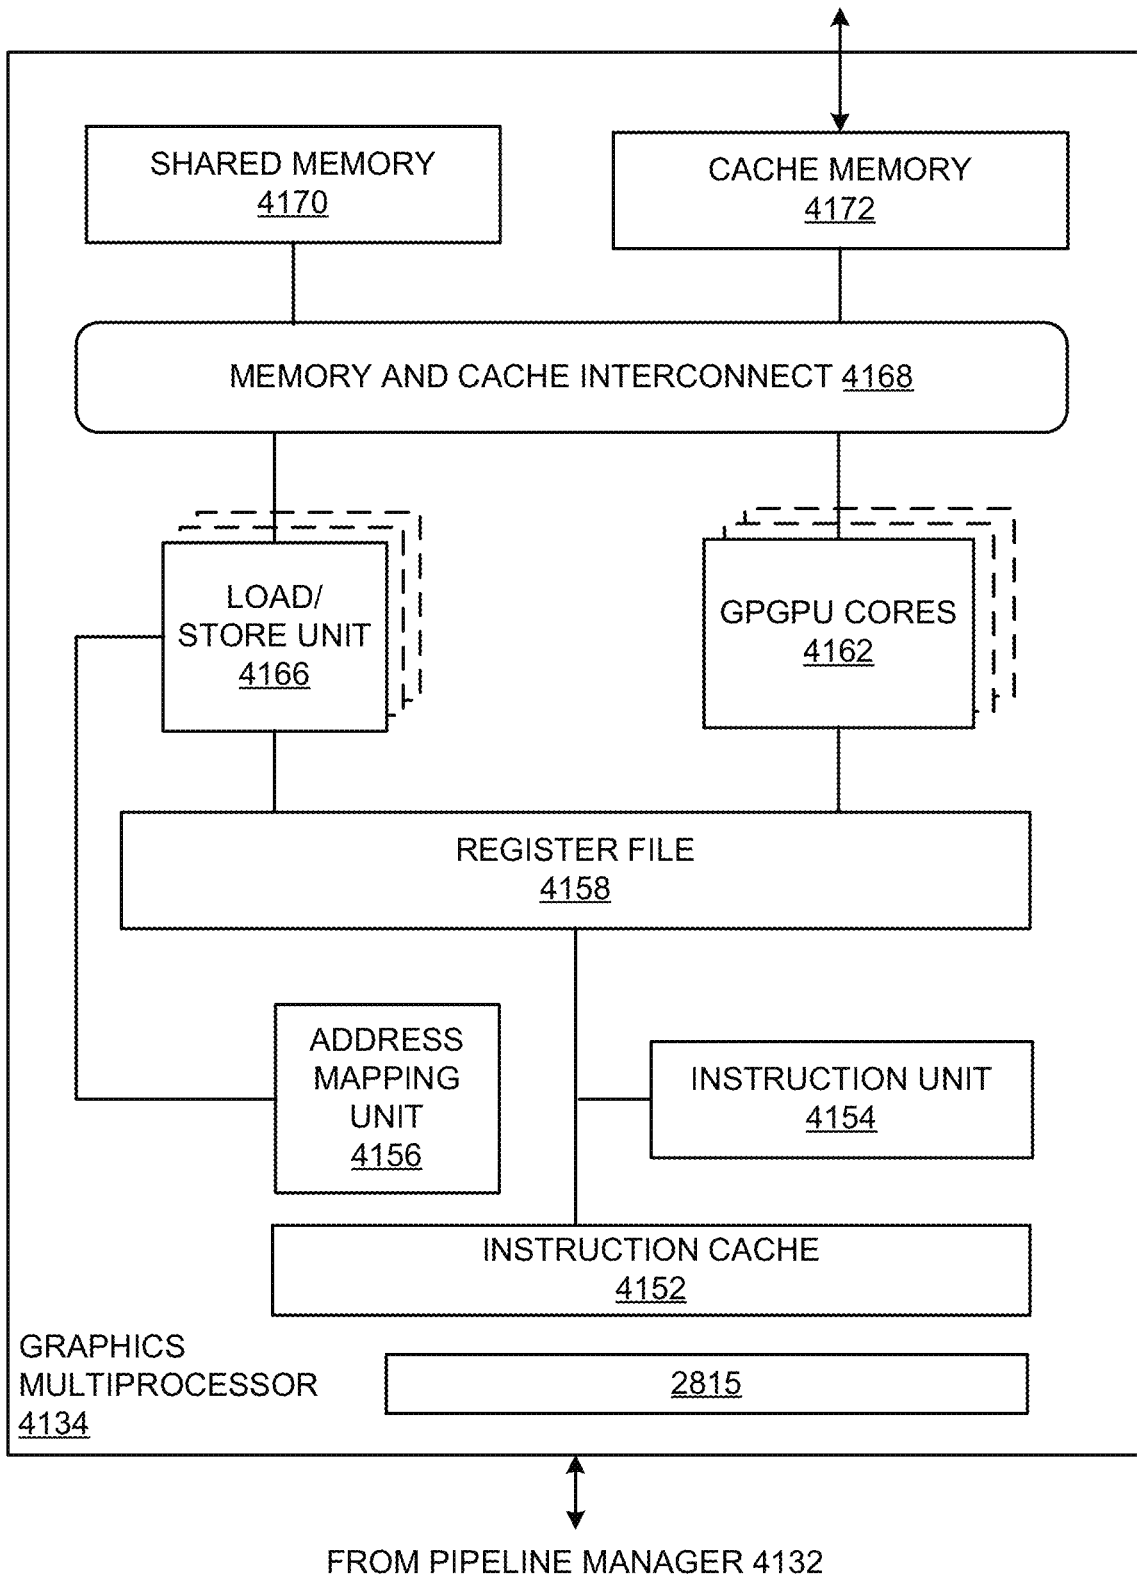 SHARED MEMORY
4170
CACHE MEMORY
4172
MEMORY AND CACHE INTERCONNECT 4168
LOAD/
STORE UNIT
4166
GPGPU CORES
4162
REGISTER FILE
4158
ADDRESS
MAPPING
UNIT
4156
INSTRUCTION UNIT
4154
INSTRUCTION CACHE
4152
GRAPHICS
MULTIPROCESSOR
4134
2815
FROM PIPELINE MANAGER 4132